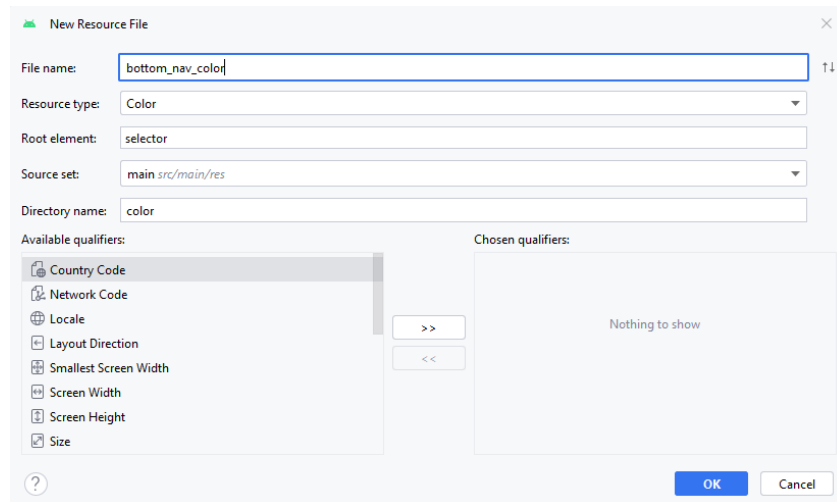 New Resource File
File name: bottom_nav_color
Resource type: Color
Root element: selector
Source set: main src/main/res
Directory name: color
Available qualifiers: Chosen qualifiers:
Country Code
Network Code
Locale
Layout Direction
Smallest Screen Width
Screen Width
Screen Height
Size
>>
<<
Nothing to show
? OK Cancel